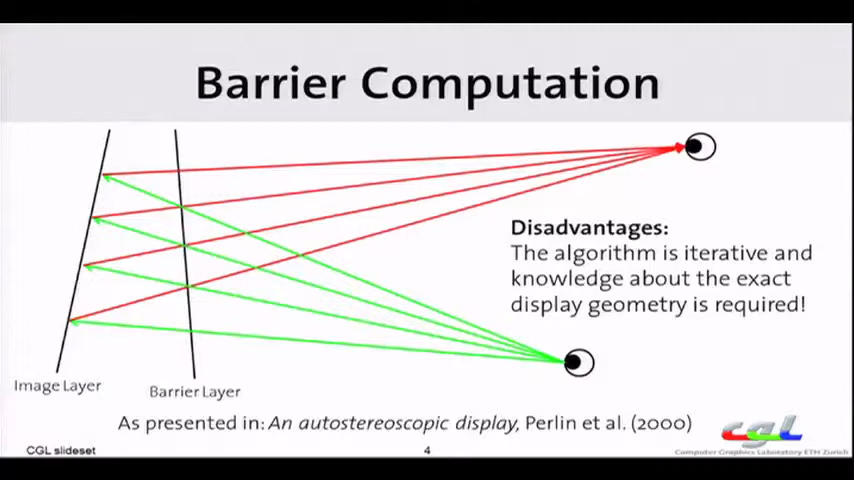 Barrier Computation
Disadvantages:
The algorithm is iterative and
knowledge about the exact
display geometry is required!
Image Layer
Barrier Layer
As presented in: An autostereoscopic display, Perlin et al. (2000)
cgl
CGL slideset
4
Computer Graphics Laboratory ETH Zurich